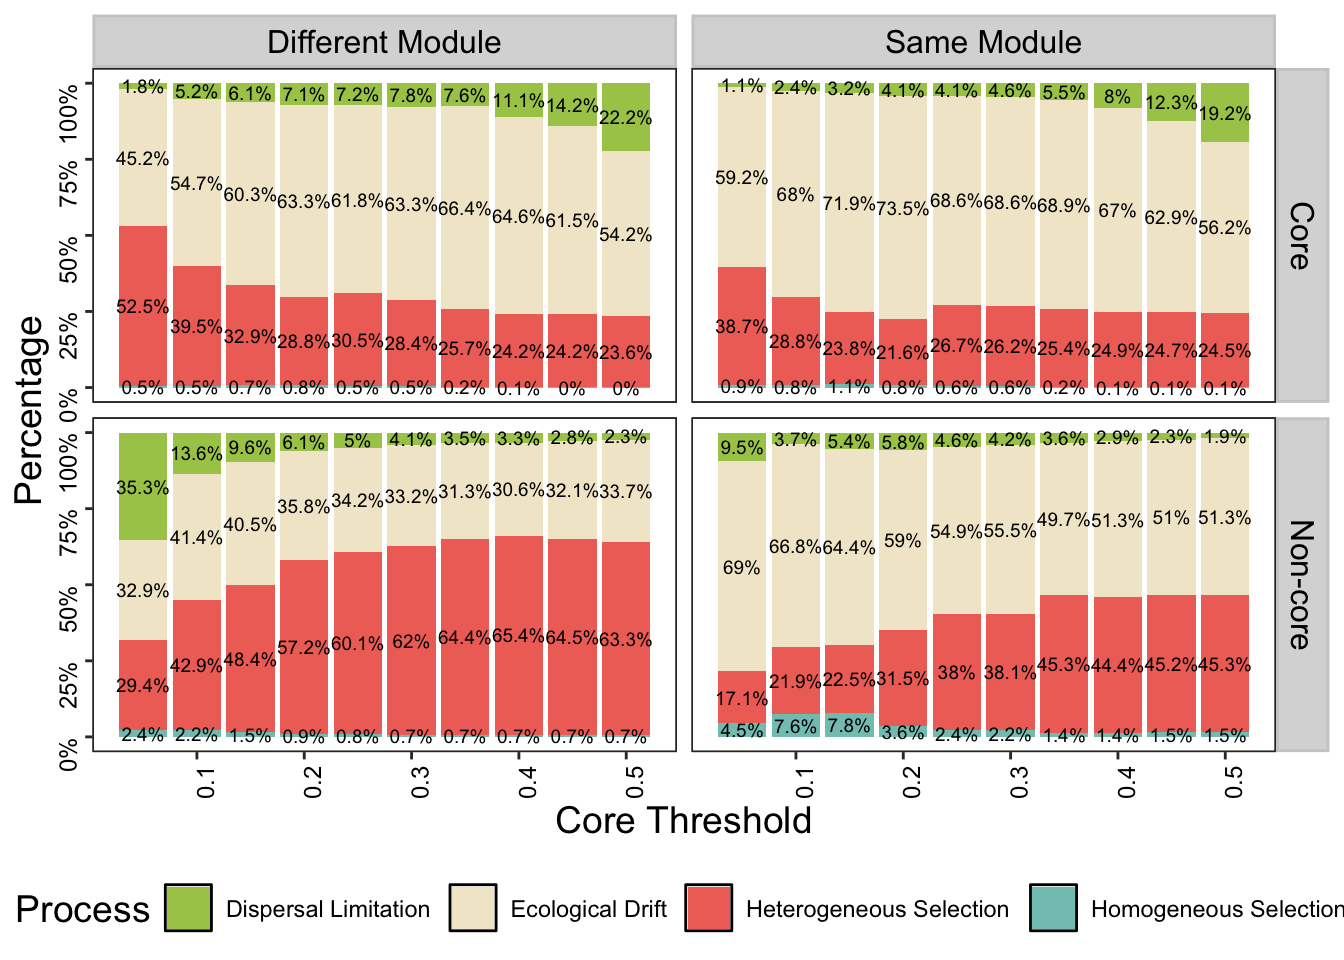 Different Module
Same Module
Percentage
100%
75%
50%
25%
0%
1.8% 5.2% 6.1% 7.1% 7.2% 7.8% 7.6% 11.1% 14.2% 22.2%
45.2% 54.7% 60.3% 63.3% 61.8% 63.3% 66.4% 64.6% 61.5% 54.2%
52.5% 39.5% 32.9% 28.8% 30.5% 28.4% 25.7% 24.2% 24.2% 23.6%
0.5% 0.5% 0.7% 0.8% 0.5% 0.5% 0.2% 0.1% 0% 0%
1.1% 2.4% 3.2% 4.1% 4.1% 4.6% 5.5% 8% 12.3% 19.2%
59.2% 68% 71.9% 73.5% 68.6% 68.6% 68.9% 67% 62.9% 56.2%
38.7% 28.8% 23.8% 21.6% 26.7% 26.2% 25.4% 24.9% 24.7% 24.5%
0.9% 0.8% 1.1% 0.8% 0.6% 0.6% 0.2% 0.1% 0.1% 0.1%
Core
100%
75%
50%
25%
0%
35.3% 13.6% 9.6% 6.1% 5% 4.1% 3.5% 3.3% 2.8% 2.3%
32.9% 41.4% 40.5% 35.8% 34.2% 33.2% 31.3% 30.6% 32.1% 33.7%
29.4% 42.9% 48.4% 57.2% 60.1% 62% 64.4% 65.4% 64.5% 63.3%
2.4% 2.2% 1.5% 0.9% 0.8% 0.7% 0.7% 0.7% 0.7% 0.7%
9.5% 3.7% 5.4% 5.8% 4.6% 4.2% 3.6% 2.9% 2.3% 1.9%
69% 66.8% 64.4% 59% 54.9% 55.5% 49.7% 51.3% 51% 51.3%
17.1% 21.9% 22.5% 31.5% 38% 38.1% 45.3% 44.4% 45.2% 45.3%
4.5% 7.6% 7.8% 3.6% 2.4% 2.2% 1.4% 1.4% 1.5% 1.5%
Non-core
0.1 0.2 0.3 0.4 0.5
0.1 0.2 0.3 0.4 0.5
Core Threshold
Process Dispersal Limitation Ecological Drift Heterogeneous Selection Homogeneous Selection